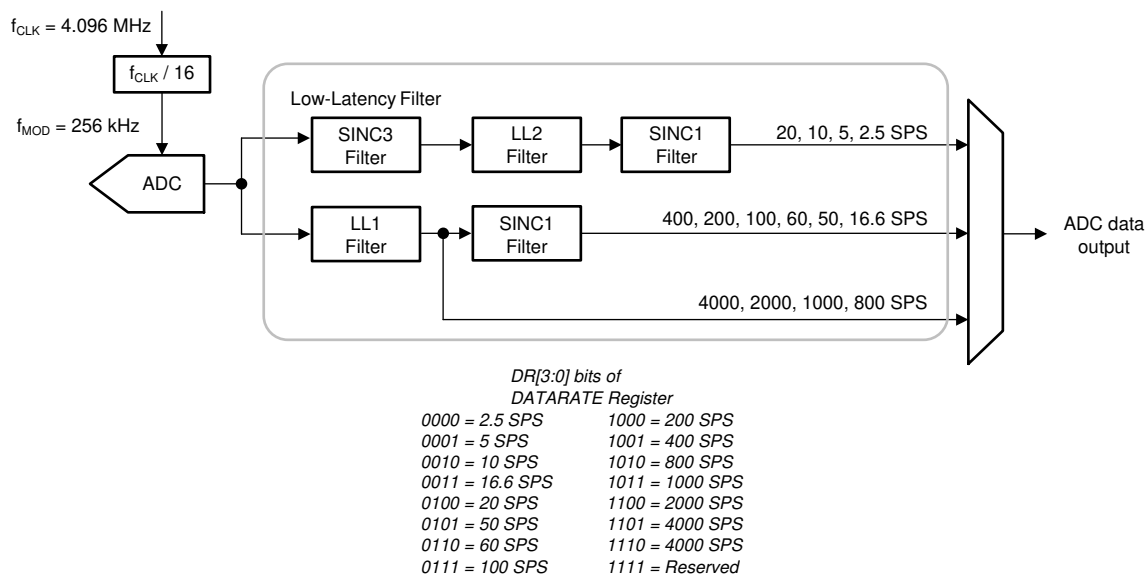 fCLK = 4.096 MHz
fCLK / 16
fMOD = 256 kHz
ADC
Low-Latency Filter
SINC3
Filter
LL2
Filter
SINC1
Filter
20, 10, 5, 2.5 SPS
LL1
Filter
SINC1
Filter
400, 200, 100, 60, 50, 16.6 SPS
4000, 2000, 1000, 800 SPS
ADC data
output
DR[3:0] bits of
DATARATE Register
0000 = 2.5 SPS 1000 = 200 SPS
0001 = 5 SPS 1001 = 400 SPS
0010 = 10 SPS 1010 = 800 SPS
0011 = 16.6 SPS 1011 = 1000 SPS
0100 = 20 SPS 1100 = 2000 SPS
0101 = 50 SPS 1101 = 4000 SPS
0110 = 60 SPS 1110 = 4000 SPS
0111 = 100 SPS 1111 = Reserved